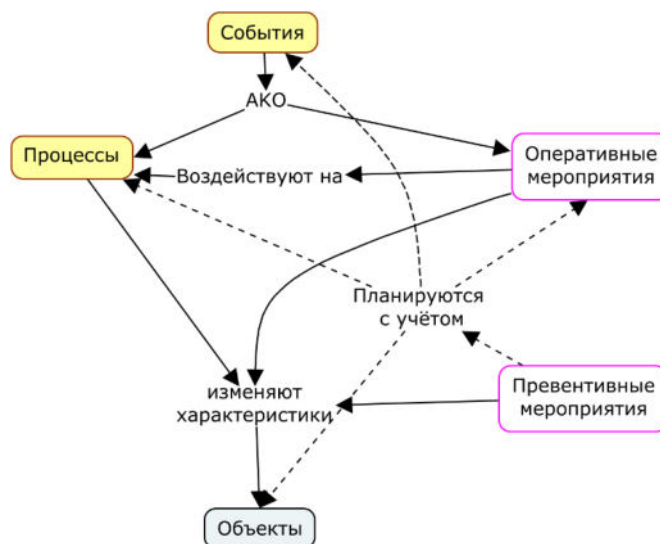 События
АКО
Процессы
Воздействуют на
Оперативные
мероприятия
Планируются
с учётом
изменяют
характеристики
Превентивные
мероприятия
Объекты